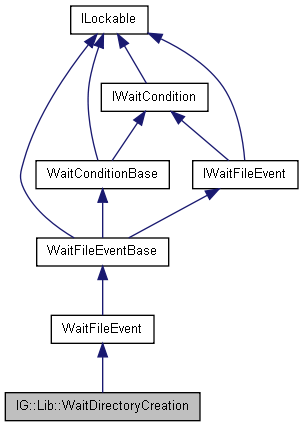 ILockable
IWaitCondition
WaitConditionBase
IWaitFileEvent
WaitFileEventBase
WaitFileEvent
IG::Lib::WaitDirectoryCreation